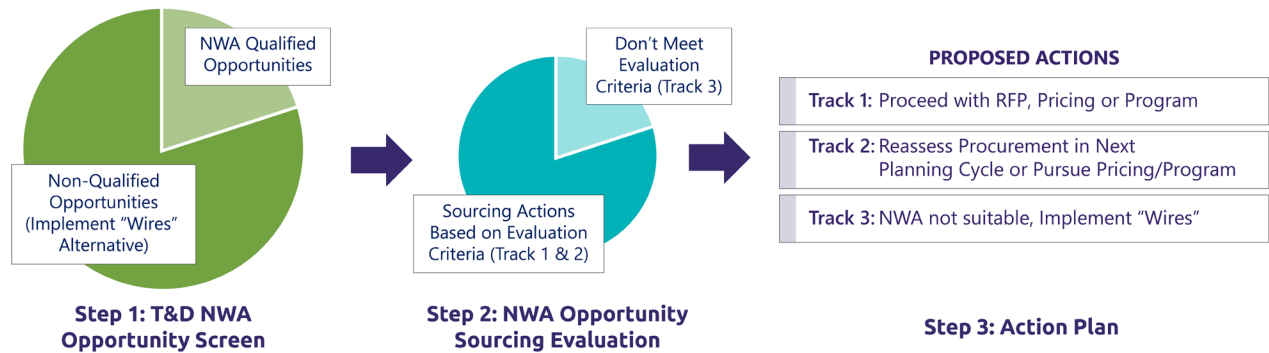 NWA Qualified
Opportunities
Non-Qualified
Opportunities
(Implement “Wires”
Alternative)
Step 1: T&D NWA
Opportunity Screen
Don’t Meet
Evaluation
Criteria (Track 3)
Sourcing Actions
Based on Evaluation
Criteria (Track 1 & 2)
Step 2: NWA Opportunity
Sourcing Evaluation
PROPOSED ACTIONS
Track 1: Proceed with RFP, Pricing or Program
Track 2: Reassess Procurement in Next
Planning Cycle or Pursue Pricing/Program
Track 3: NWA not suitable, Implement “Wires”
Step 3: Action Plan